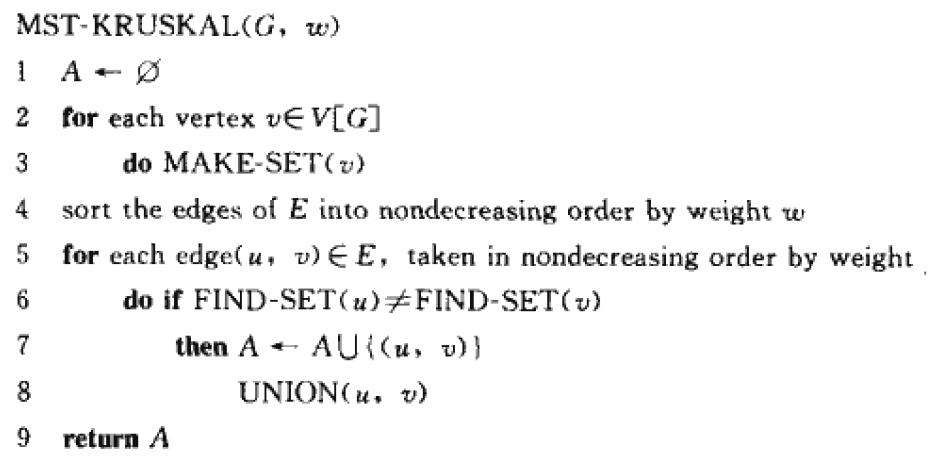 MST-KRUSKAL(G, w)
1 A ← ∅
2 for each vertex v∈V[G]
3 do MAKE-SET(v)
4 sort the edges of E into nondecreasing order by weight w
5 for each edge(u, v)∈E, taken in nondecreasing order by weight
6 do if FIND-SET(u)≠FIND-SET(v)
7 then A ← A∪{(u, v)}
8 UNION(u, v)
9 return A